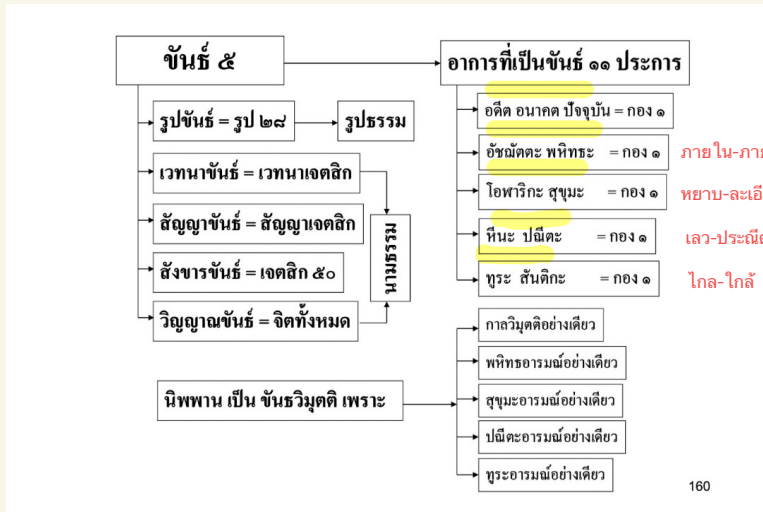 ขันธ์ ๕
อาการที่เป็นขันธ์ ๑๑ ประการ
รูปขันธ์ = รูป ๒๘
รูปธรรม
เวทนาขันธ์ = เวทนาเจตสิก
สัญญาขันธ์ = สัญญาเจตสิก
สังขารขันธ์ = เจตสิก ๕๐
วิญญาณขันธ์ = จิตทั้งหมด
นามธรรม
อดีต อนาคต ปัจจุบัน = กอง ๑
อัชฌัตตะ พหิทธะ = กอง ๑ ภายใน-ภาย
โอฬาริกะ สุขุมะ = กอง ๑ หยาบ-ละเอี
หีนะ ปณีตะ = กอง ๑ เลว-ประณีต
ทูระ สันติกะ = กอง ๑ ไกล-ใกล้
นิพพาน เป็น ขันธวิมุตติ เพราะ
กาลวิมุตติอย่างเดียว
พหิทธอารมณ์อย่างเดียว
สุขุมะอารมณ์อย่างเดียว
ปณีตะอารมณ์อย่างเดียว
ทูระอารมณ์อย่างเดียว
160